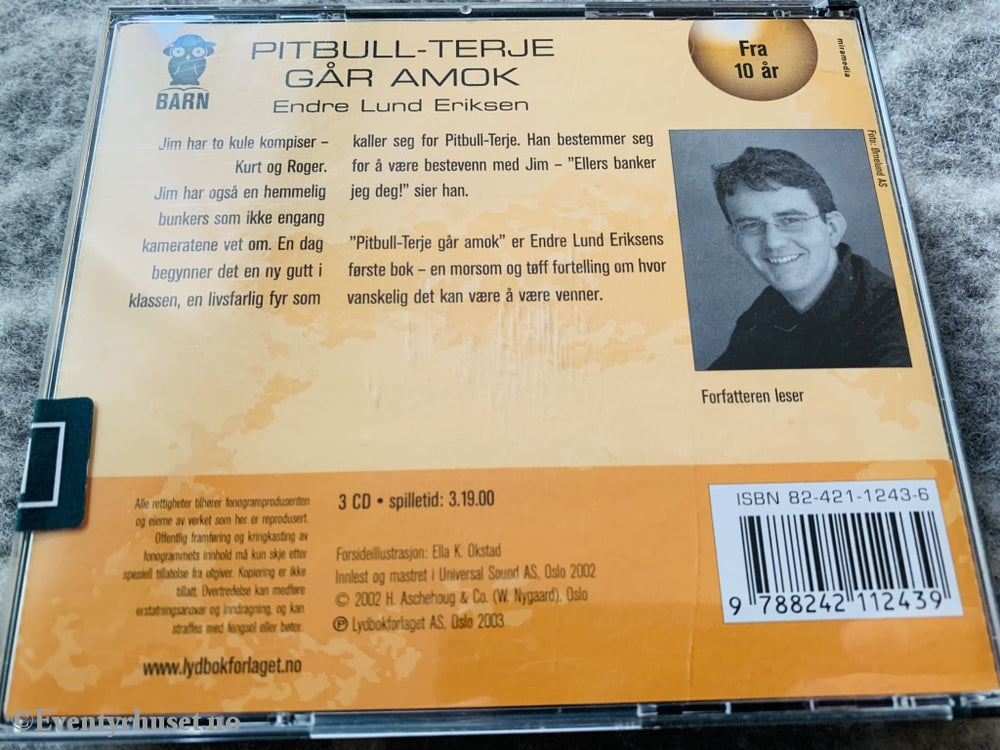 BARN
PITBULL-TERJE
GÅR AMOK
Endre Lund Eriksen
Fra
10 år
miramedia
Jim har to kule kompiser –
Kurt og Roger.
Jim har også en hemmelig
bunkers som ikke engang
kameratene vet om. En dag
begynner det en ny gutt i
klassen, en livsfarlig fyr som
kaller seg for Pitbull-Terje. Han bestemmer seg
for å være bestevenn med Jim – ”Ellers banker
jeg deg!” sier han.
”Pitbull-Terje går amok” er Endre Lund Eriksens
første bok – en morsom og tøff fortelling om hvor
vanskelig det kan være å være venner.
Foto: Ørnelund AS
Forfatteren leser
Alle rettigheter tilhører fonogramprodusenten
og eierne av verket som her er reprodusert.
Offentlig framføring og kringkasting av
fonogrammets innhold må kun skje etter
spesiell tillatelse fra utgiver. Kopiering er ikke
tillatt. Overtredelse kan medføre
erstatningsansvar og inndragning, og kan
straffes med fengsel eller bøter.
www.lydbokforlaget.no
3 CD • spilletid: 3.19.00
Forsideillustrasjon: Ella K. Okstad
Innlest og mastret i Universal Sound AS, Oslo 2002
© 2002 H. Aschehoug & Co. (W. Nygaard), Oslo
℗ Lydbokforlaget AS, Oslo 2003
ISBN 82-421-1243-6
9 788242 112439
©Eventyrhuset.no